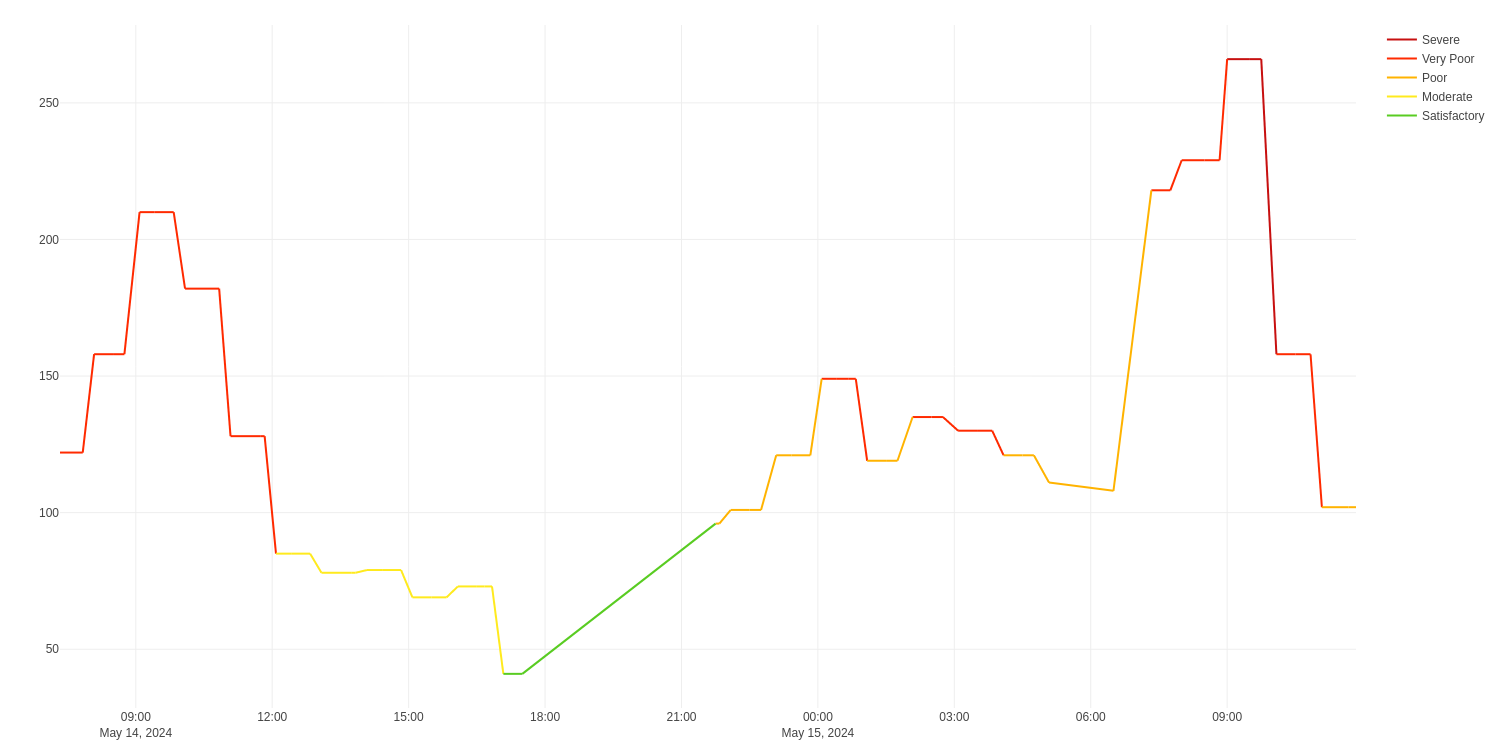 Severe
Very Poor
Poor
Moderate
Satisfactory
250
200
150
100
50
09:00
12:00
15:00
18:00
21:00
00:00
03:00
06:00
09:00
May 14, 2024
May 15, 2024